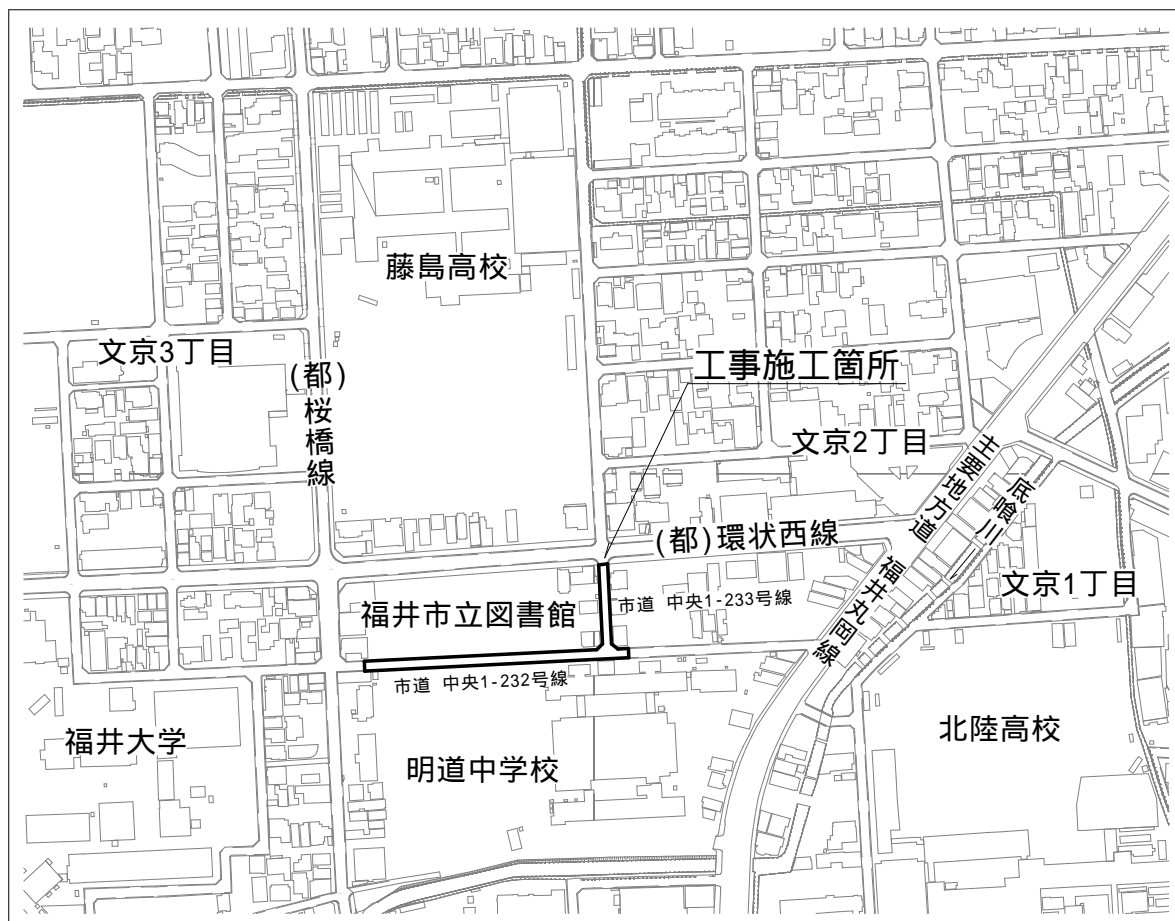 藤島高校
文京3丁目
(都)桜橋線
工事施工箇所
文京2丁目
主要地方道 福井丸岡線
底喰川
(都)環状西線
文京1丁目
市道 中央1-233号線
福井市立図書館
市道 中央1-232号線
福井大学
明道中学校
北陸高校